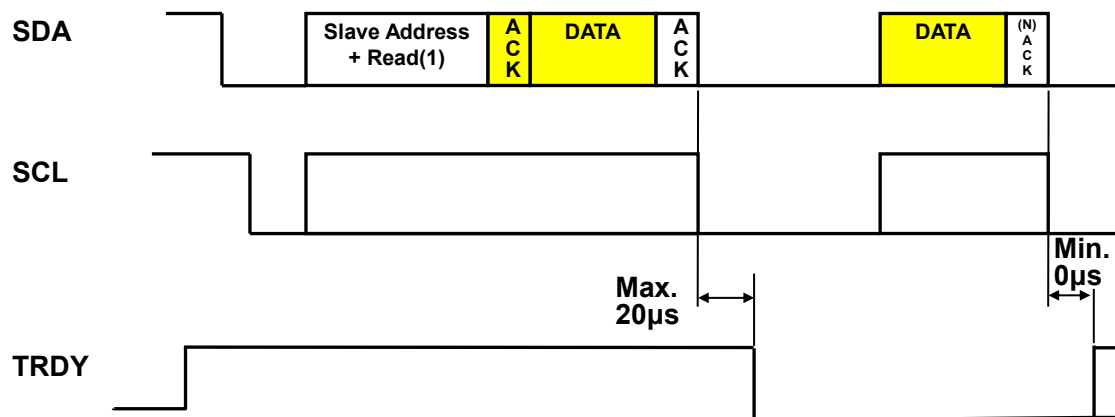 SDA
Slave Address
+ Read(1)
A
C
K
DATA
A
C
K
DATA
(N)
A
C
K
SCL
Max.
20µs
Min.
0µs
TRDY